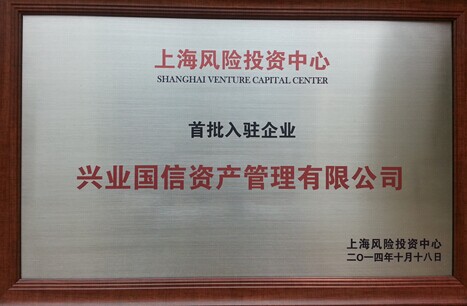 上海风险投资中心
SHANGHAI VENTURE CAPITAL CENTER
首批入驻企业
兴业国信资产管理有限公司
上海风险投资中心
二〇一四年十月十八日